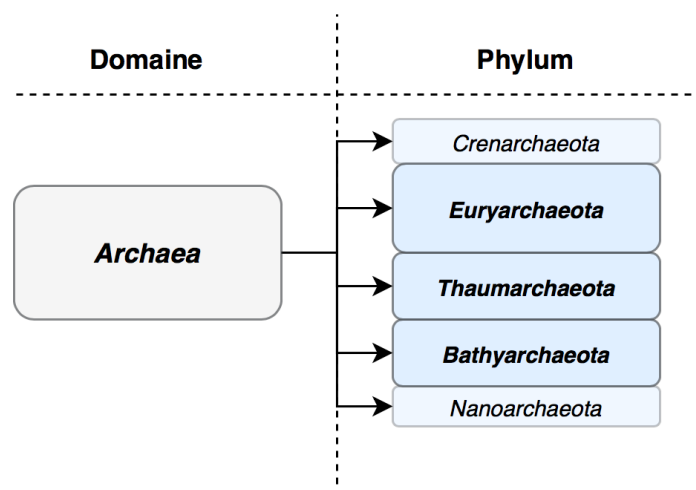 Domaine
Phylum
Archaea
Crenarchaeota
Euryarchaeota
Thaumarchaeota
Bathyarchaeota
Nanoarchaeota